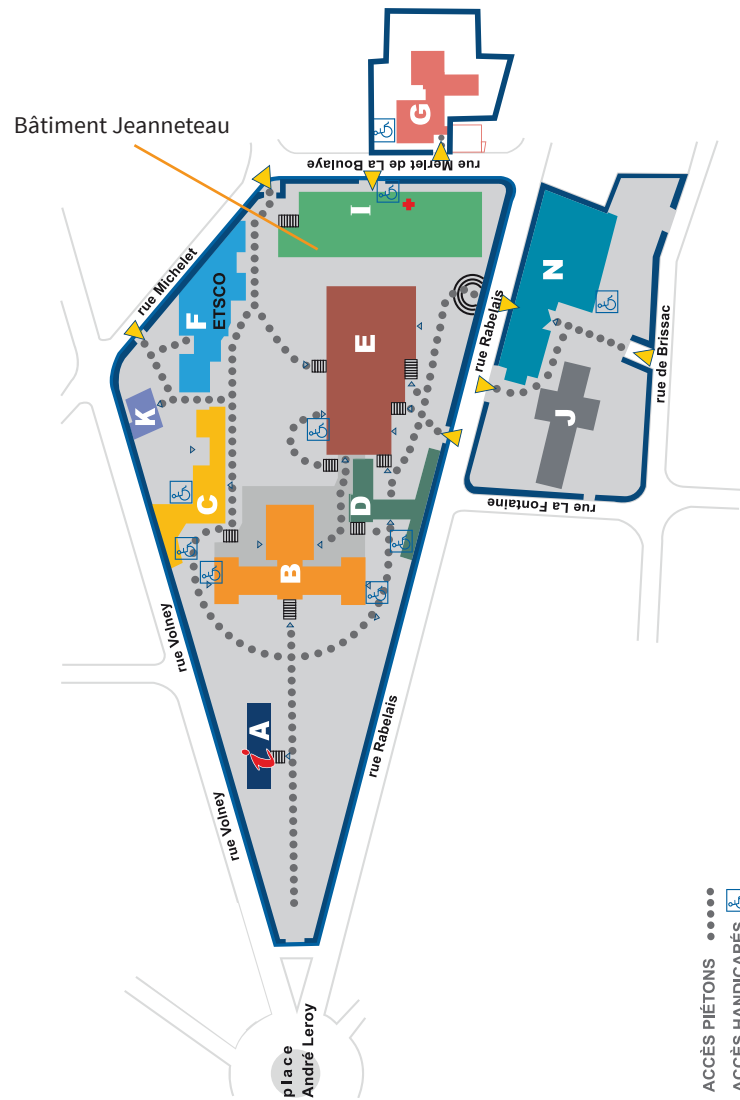 Bâtiment Jeanneteau
G
rue Merlet de La Boulaye
I
rue Michelet
F
ETSCO
N
rue Rabelais
E
rue de Brissac
K
J
C
D
rue La Fontaine
B
rue Volney
A
i
rue Rabelais
rue Volney
place
André Leroy
ACCÈS PIÉTONS
ACCÈS HANDICAPÉS